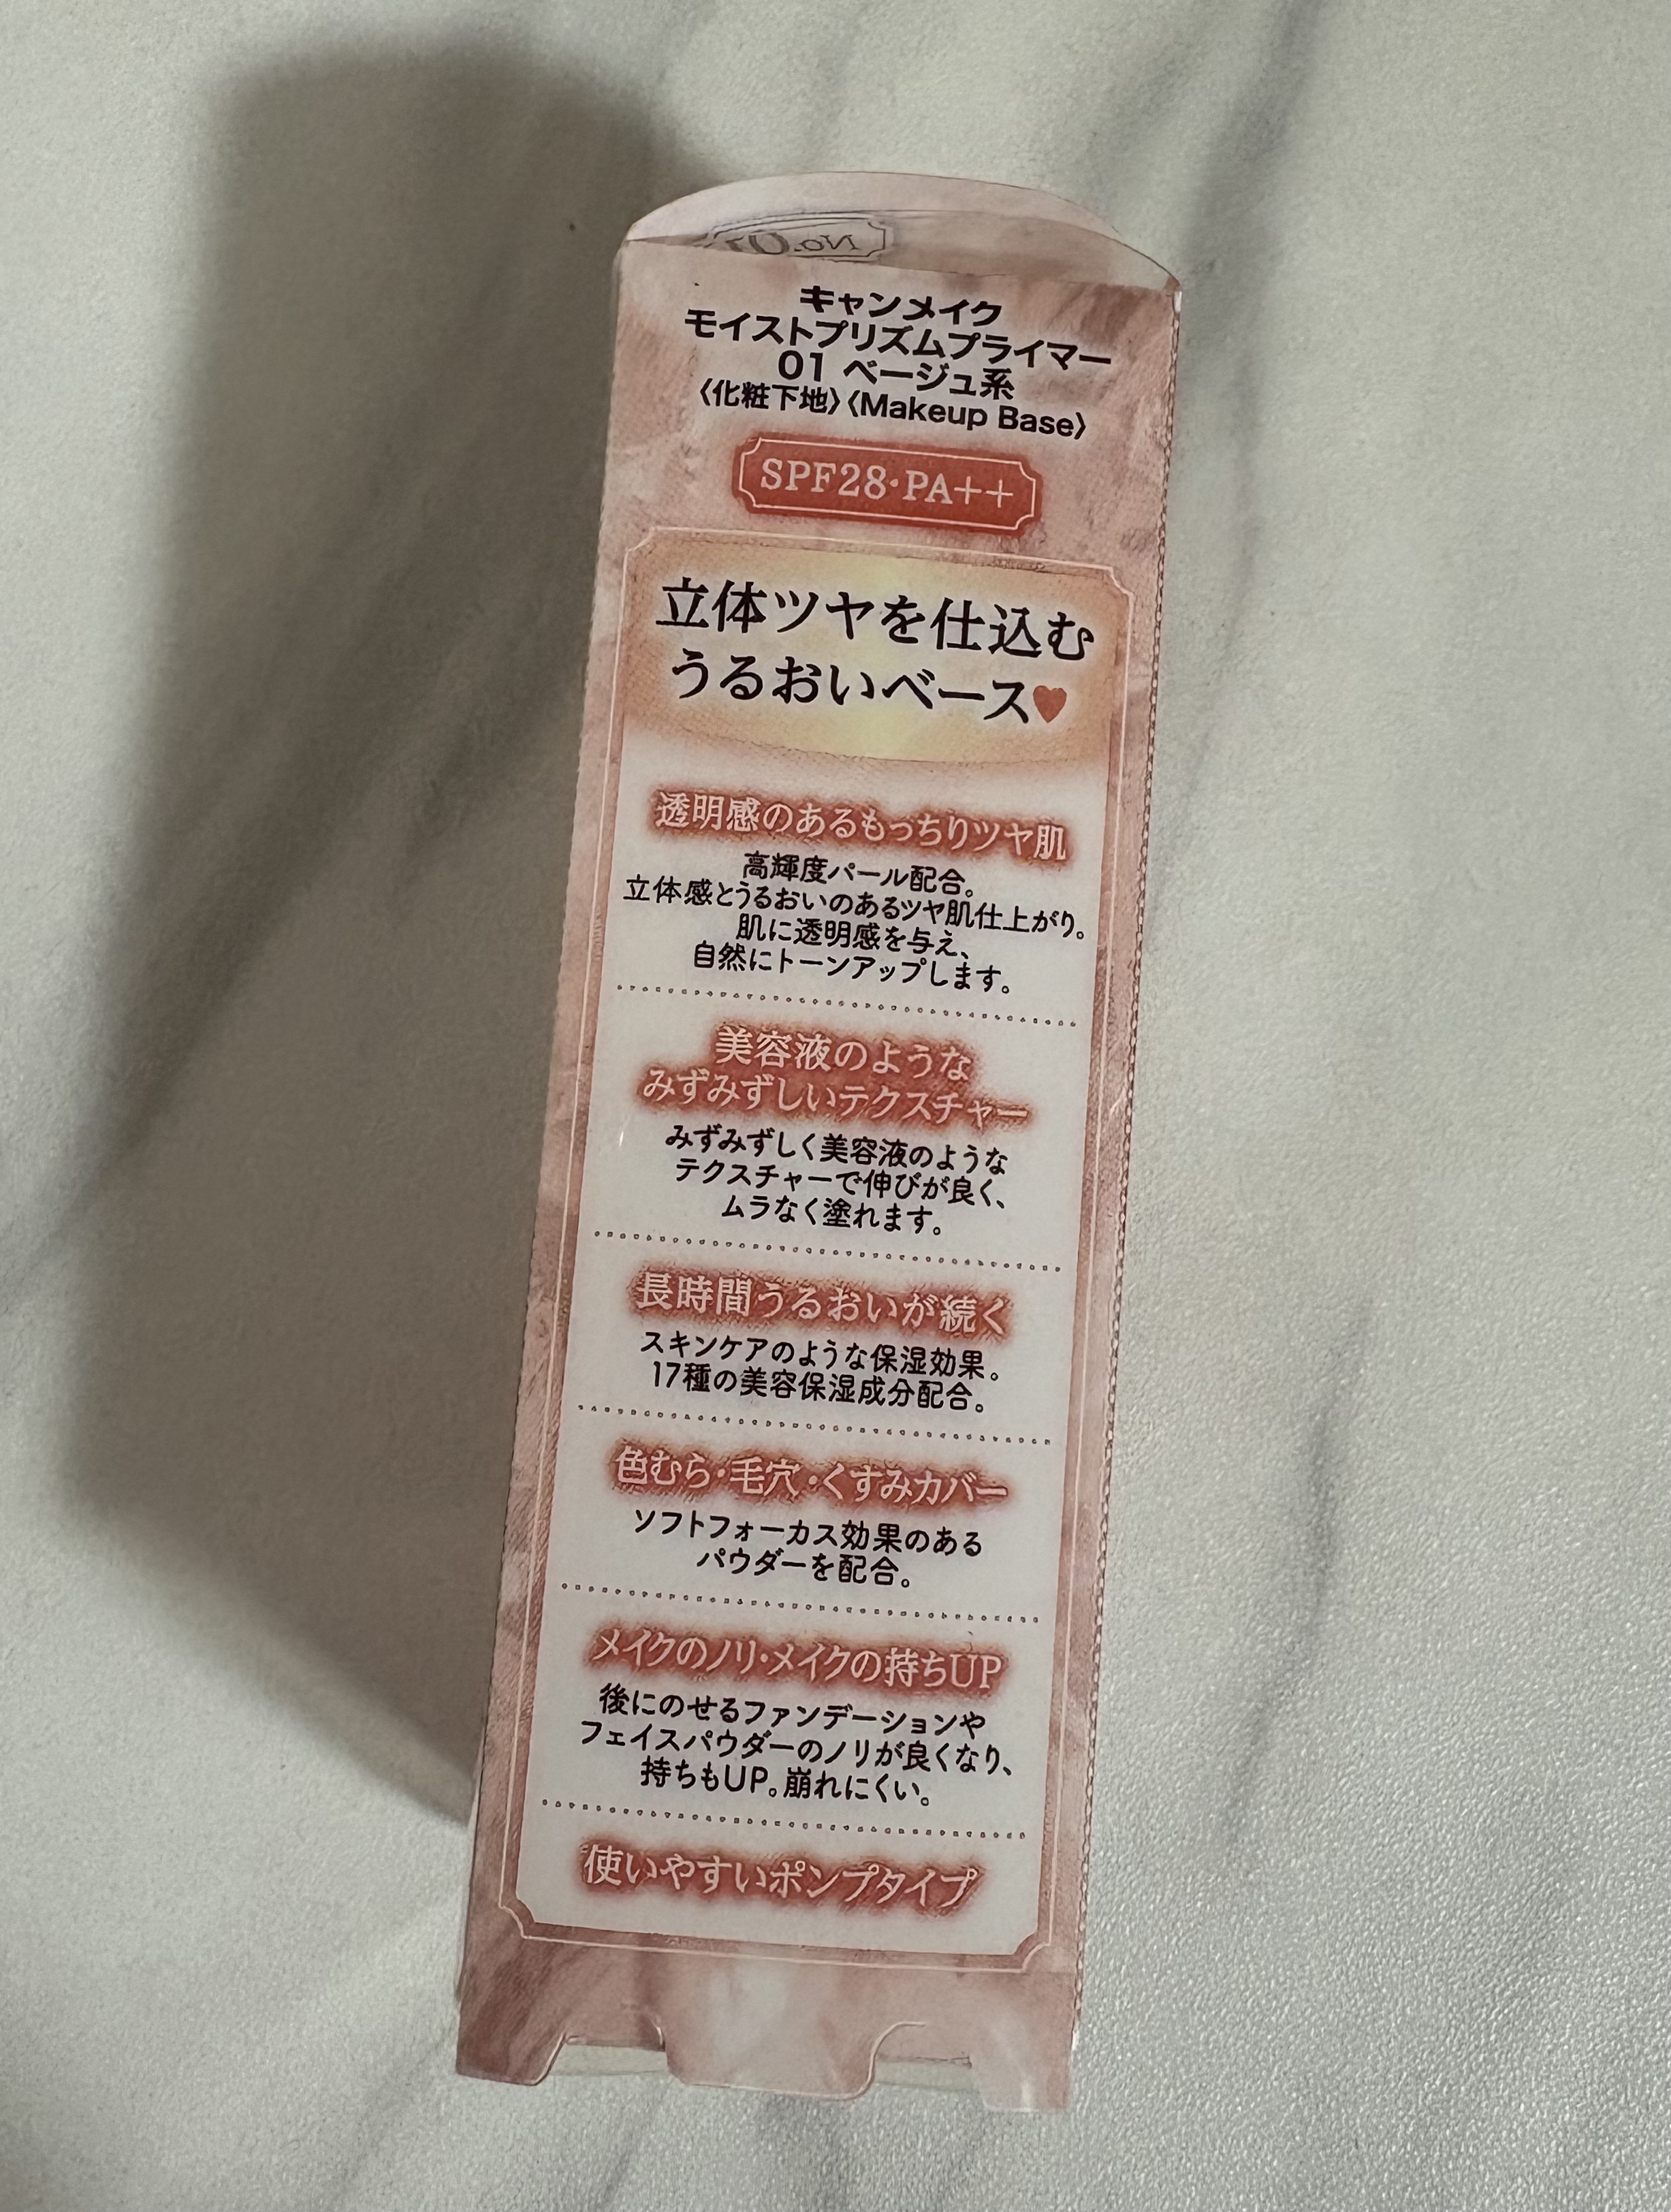 No.01
キャンメイク
モイストプリズムプライマー
01 ベージュ系
〈化粧下地〉〈Makeup Base〉
SPF28・PA++
立体ツヤを仕込む
うるおいベース♥
透明感のあるもっちりツヤ肌
高輝度パール配合。
立体感とうるおいのあるツヤ肌仕上がり。
肌に透明感を与え、
自然にトーンアップします。
美容液のような
みずみずしいテクスチャー
みずみずしく美容液のような
テクスチャーで伸びが良く、
ムラなく塗れます。
長時間うるおいが続く
スキンケアのような保湿効果。
17種の美容保湿成分配合。
色むら・毛穴・くすみカバー
ソフトフォーカス効果のある
パウダーを配合。
メイクのノリ・メイクの持ちUP
後にのせるファンデーションや
フェイスパウダーのノリが良くなり、
持ちもUP。崩れにくい。
使いやすいポンプタイプ